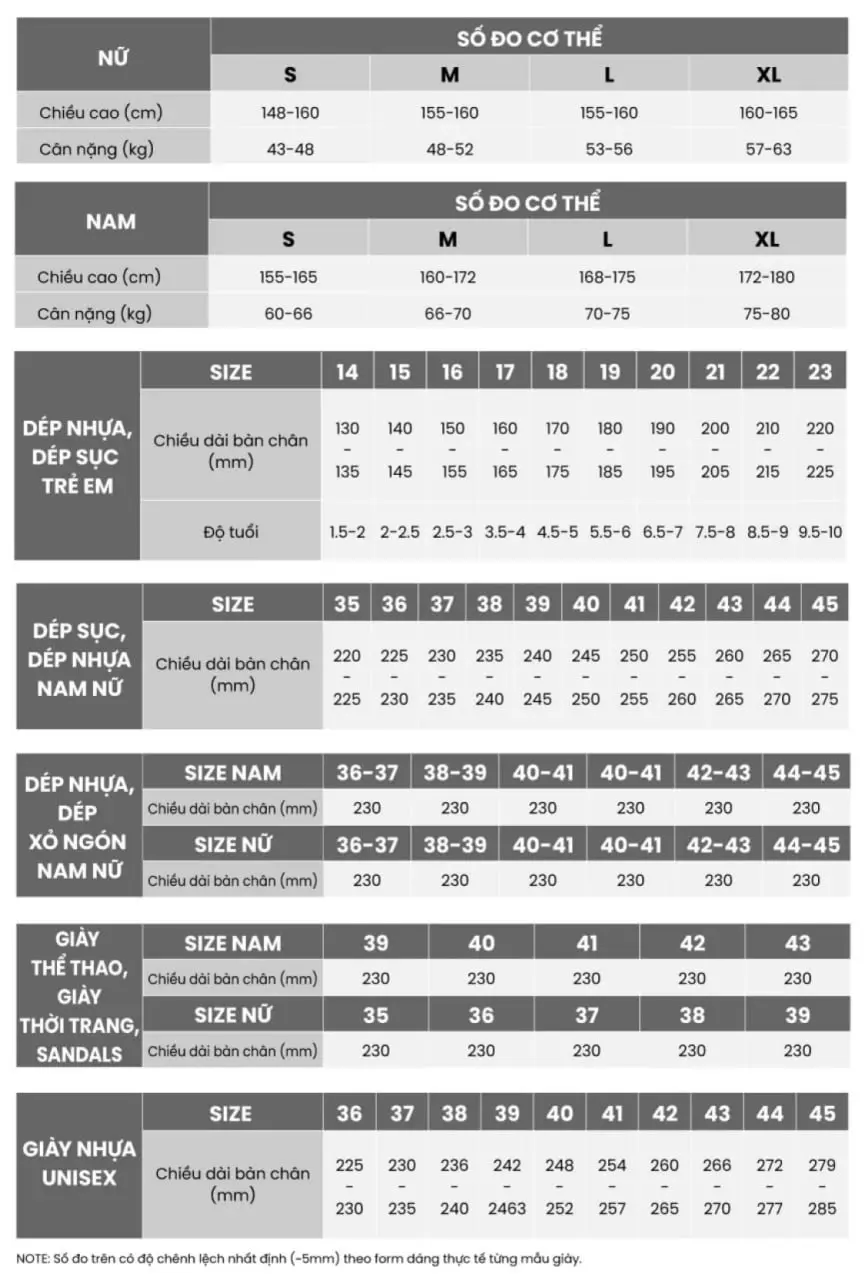 NỮ
SỐ ĐO CƠ THỂ
S M L XL
Chiều cao (cm) 148-160 155-160 155-160 160-165
Cân nặng (kg) 43-48 48-52 53-56 57-63
NAM
SỐ ĐO CƠ THỂ
S M L XL
Chiều cao (cm) 155-165 160-172 168-175 172-180
Cân nặng (kg) 60-66 66-70 70-75 75-80
DÉP NHỰA,
DÉP SỤC
TRẺ EM
SIZE 14 15 16 17 18 19 20 21 22 23
Chiều dài bàn chân
(mm)
130 140 150 160 170 180 190 200 210 220
- - - - - - - - - -
135 145 155 165 175 185 195 205 215 225
Độ tuổi 1.5-2 2-2.5 2.5-3 3.5-4 4.5-5 5.5-6 6.5-7 7.5-8 8.5-9 9.5-10
DÉP SỤC,
DÉP NHỰA
NAM NỮ
SIZE 35 36 37 38 39 40 41 42 43 44 45
Chiều dài bàn chân
(mm)
220 225 230 235 240 245 250 255 260 265 270
- - - - - - - - - - -
225 230 235 240 245 250 255 260 265 270 275
DÉP NHỰA,
DÉP
XỎ NGÓN
NAM NỮ
SIZE NAM 36-37 38-39 40-41 40-41 42-43 44-45
Chiều dài bàn chân (mm) 230 230 230 230 230 230
SIZE NỮ 36-37 38-39 40-41 40-41 42-43 44-45
Chiều dài bàn chân (mm) 230 230 230 230 230 230
GIÀY
THỂ THAO,
GIÀY
THỜI TRANG,
SANDALS
SIZE NAM 39 40 41 42 43
Chiều dài bàn chân (mm) 230 230 230 230 230
SIZE NỮ 35 36 37 38 39
Chiều dài bàn chân (mm) 230 230 230 230 230
GIÀY NHỰA
UNISEX
SIZE 36 37 38 39 40 41 42 43 44 45
Chiều dài bàn chân
(mm)
225 230 236 242 248 254 260 266 272 279
- - - - - - - - - -
230 235 240 2463 252 257 265 270 277 285
NOTE: Số đo trên có độ chênh lệch nhất định (~5mm) theo form dáng thực tế từng mẫu giày.